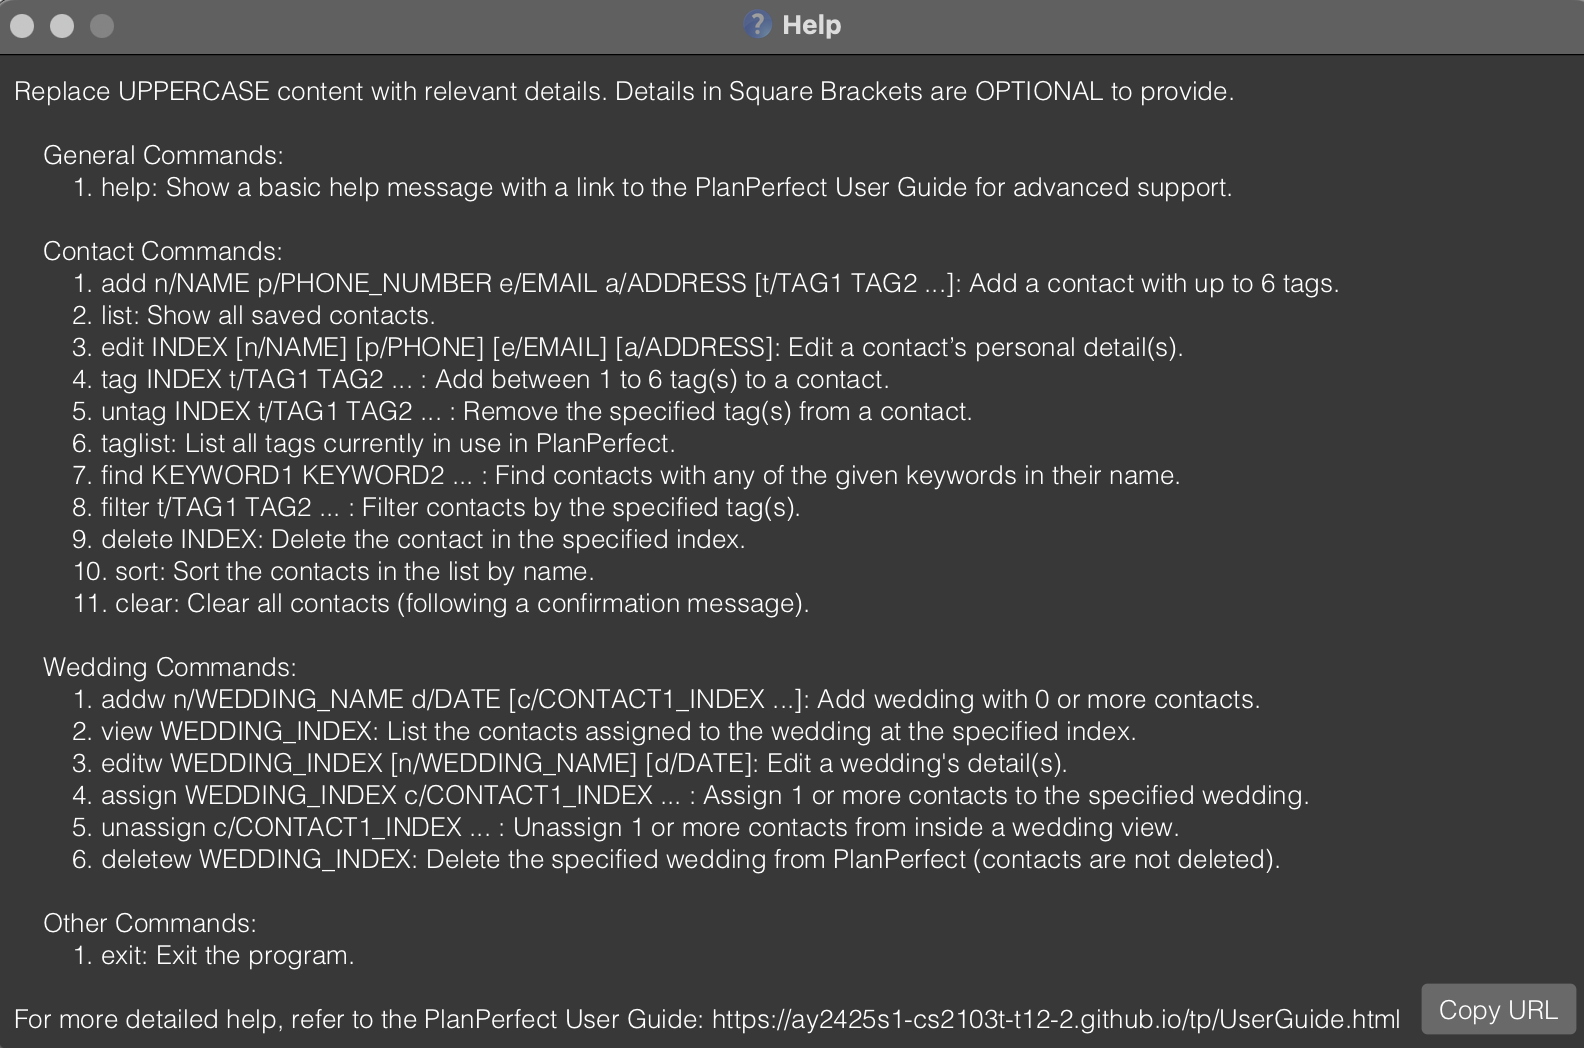 Help
Replace UPPERCASE content with relevant details. Details in Square Brackets are OPTIONAL to provide.
General Commands:
1. help: Show a basic help message with a link to the PlanPerfect User Guide for advanced support.
Contact Commands:
1. add n/NAME p/PHONE_NUMBER e/EMAIL a/ADDRESS [t/TAG1 TAG2 ...]: Add a contact with up to 6 tags.
2. list: Show all saved contacts.
3. edit INDEX [n/NAME] [p/PHONE] [e/EMAIL] [a/ADDRESS]: Edit a contact’s personal detail(s).
4. tag INDEX t/TAG1 TAG2 ... : Add between 1 to 6 tag(s) to a contact.
5. untag INDEX t/TAG1 TAG2 ... : Remove the specified tag(s) from a contact.
6. taglist: List all tags currently in use in PlanPerfect.
7. find KEYWORD1 KEYWORD2 ... : Find contacts with any of the given keywords in their name.
8. filter t/TAG1 TAG2 ... : Filter contacts by the specified tag(s).
9. delete INDEX: Delete the contact in the specified index.
10. sort: Sort the contacts in the list by name.
11. clear: Clear all contacts (following a confirmation message).
Wedding Commands:
1. addw n/WEDDING_NAME d/DATE [c/CONTACT1_INDEX ...]: Add wedding with 0 or more contacts.
2. view WEDDING_INDEX: List the contacts assigned to the wedding at the specified index.
3. editw WEDDING_INDEX [n/WEDDING_NAME] [d/DATE]: Edit a wedding's detail(s).
4. assign WEDDING_INDEX c/CONTACT1_INDEX ... : Assign 1 or more contacts to the specified wedding.
5. unassign c/CONTACT1_INDEX ... : Unassign 1 or more contacts from inside a wedding view.
6. deletew WEDDING_INDEX: Delete the specified wedding from PlanPerfect (contacts are not deleted).
Other Commands:
1. exit: Exit the program.
For more detailed help, refer to the PlanPerfect User Guide: https://ay2425s1-cs2103t-t12-2.github.io/tp/UserGuide.html
Copy URL